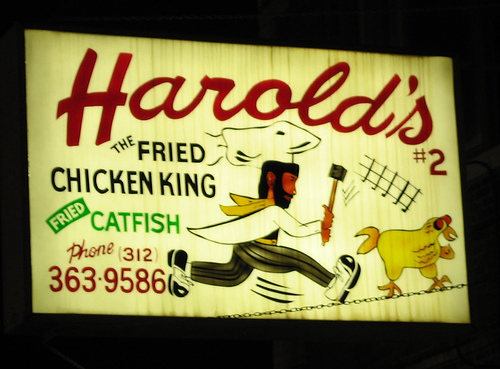 Harold's
#2
THE FRIED
CHICKEN KING
FRIED CATFISH
Phone (312)
363-9586